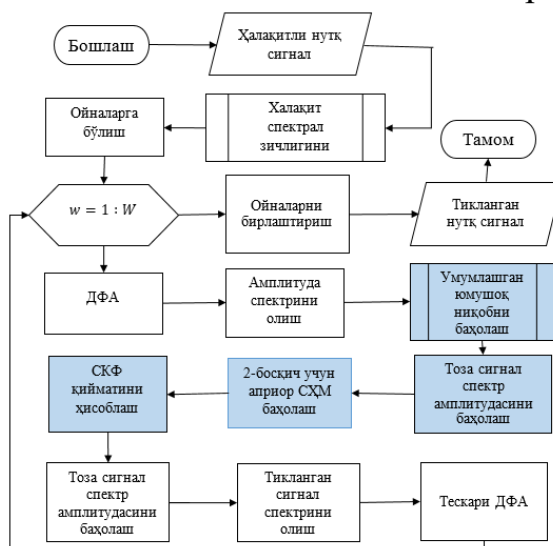 Бошлаш
Ҳалақитли нутқ
сигнал
Ойналарга
бўлиш
Халақит
спектрал
зичлигини
Тамом
w = 1 : W
Ойналарни
бирлаштириш
Тикланган
нутқ сигнал
ДФА
Амплитуда
спектрини
олиш
Умумлашган
юмушоқ
ниқобни
баҳолаш
СКФ
қийматини
ҳисоблаш
2-босқич учун
априор СҲМ
баҳолаш
Тоза сигнал
спектр
амплитудасини
баҳолаш
Тоза сигнал
спектр
амплитудасини
баҳолаш
Тикланган
сигнал
спектрини
олиш
Тескари ДФА